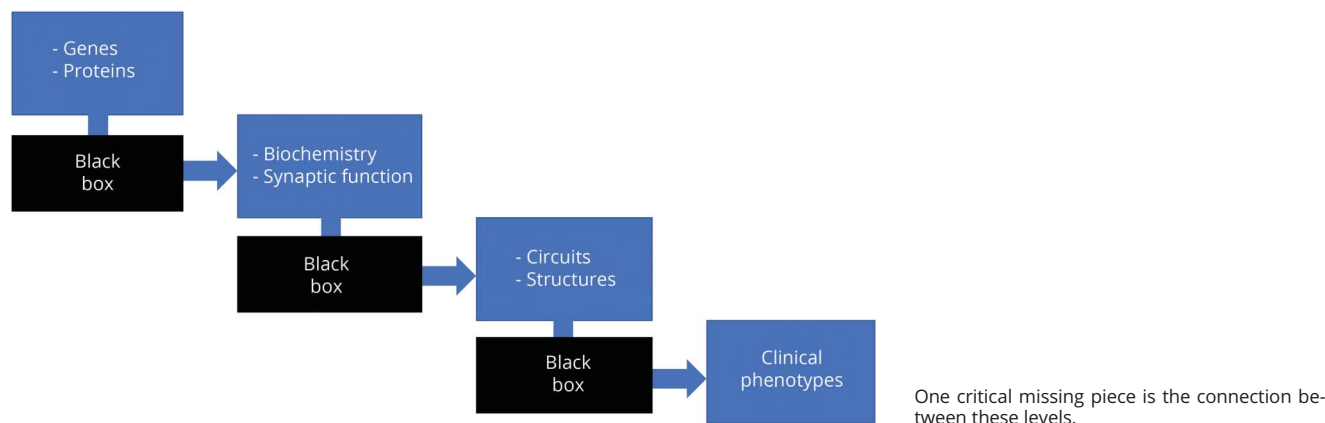 - Genes
- Proteins
Black
box
- Biochemistry
- Synaptic function
Black
box
- Circuits
- Structures
Black
box
Clinical
phenotypes
One critical missing piece is the connection be-
tween these levels.